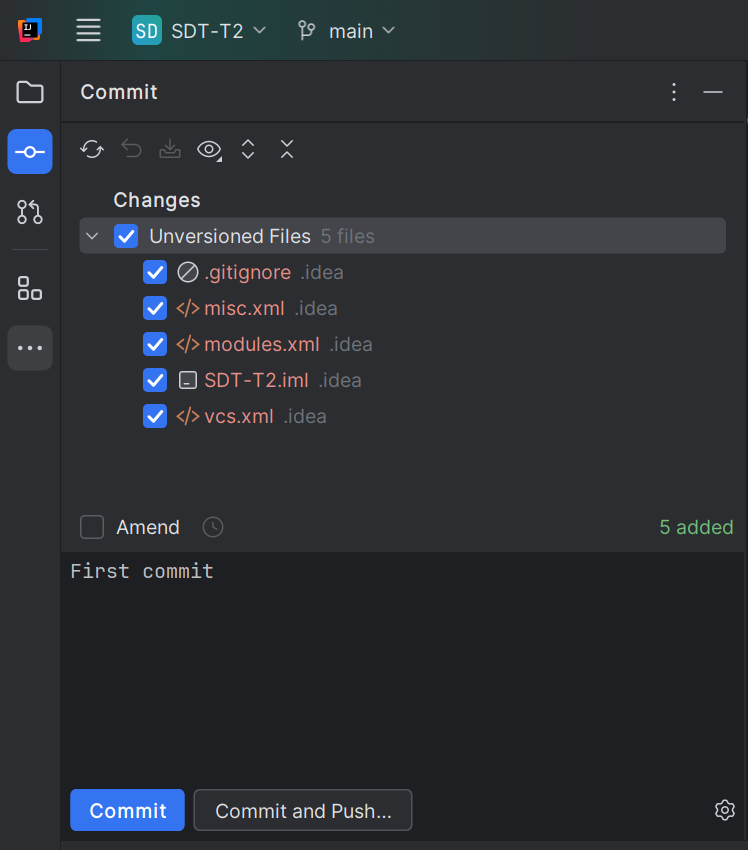 IJ
SD SDT-T2 main
Commit
Changes
Unversioned Files 5 files
.gitignore .idea
</> misc.xml .idea
</> modules.xml .idea
SDT-T2.iml .idea
</> vcs.xml .idea
Amend 5 added
First commit
Commit Commit and Push...